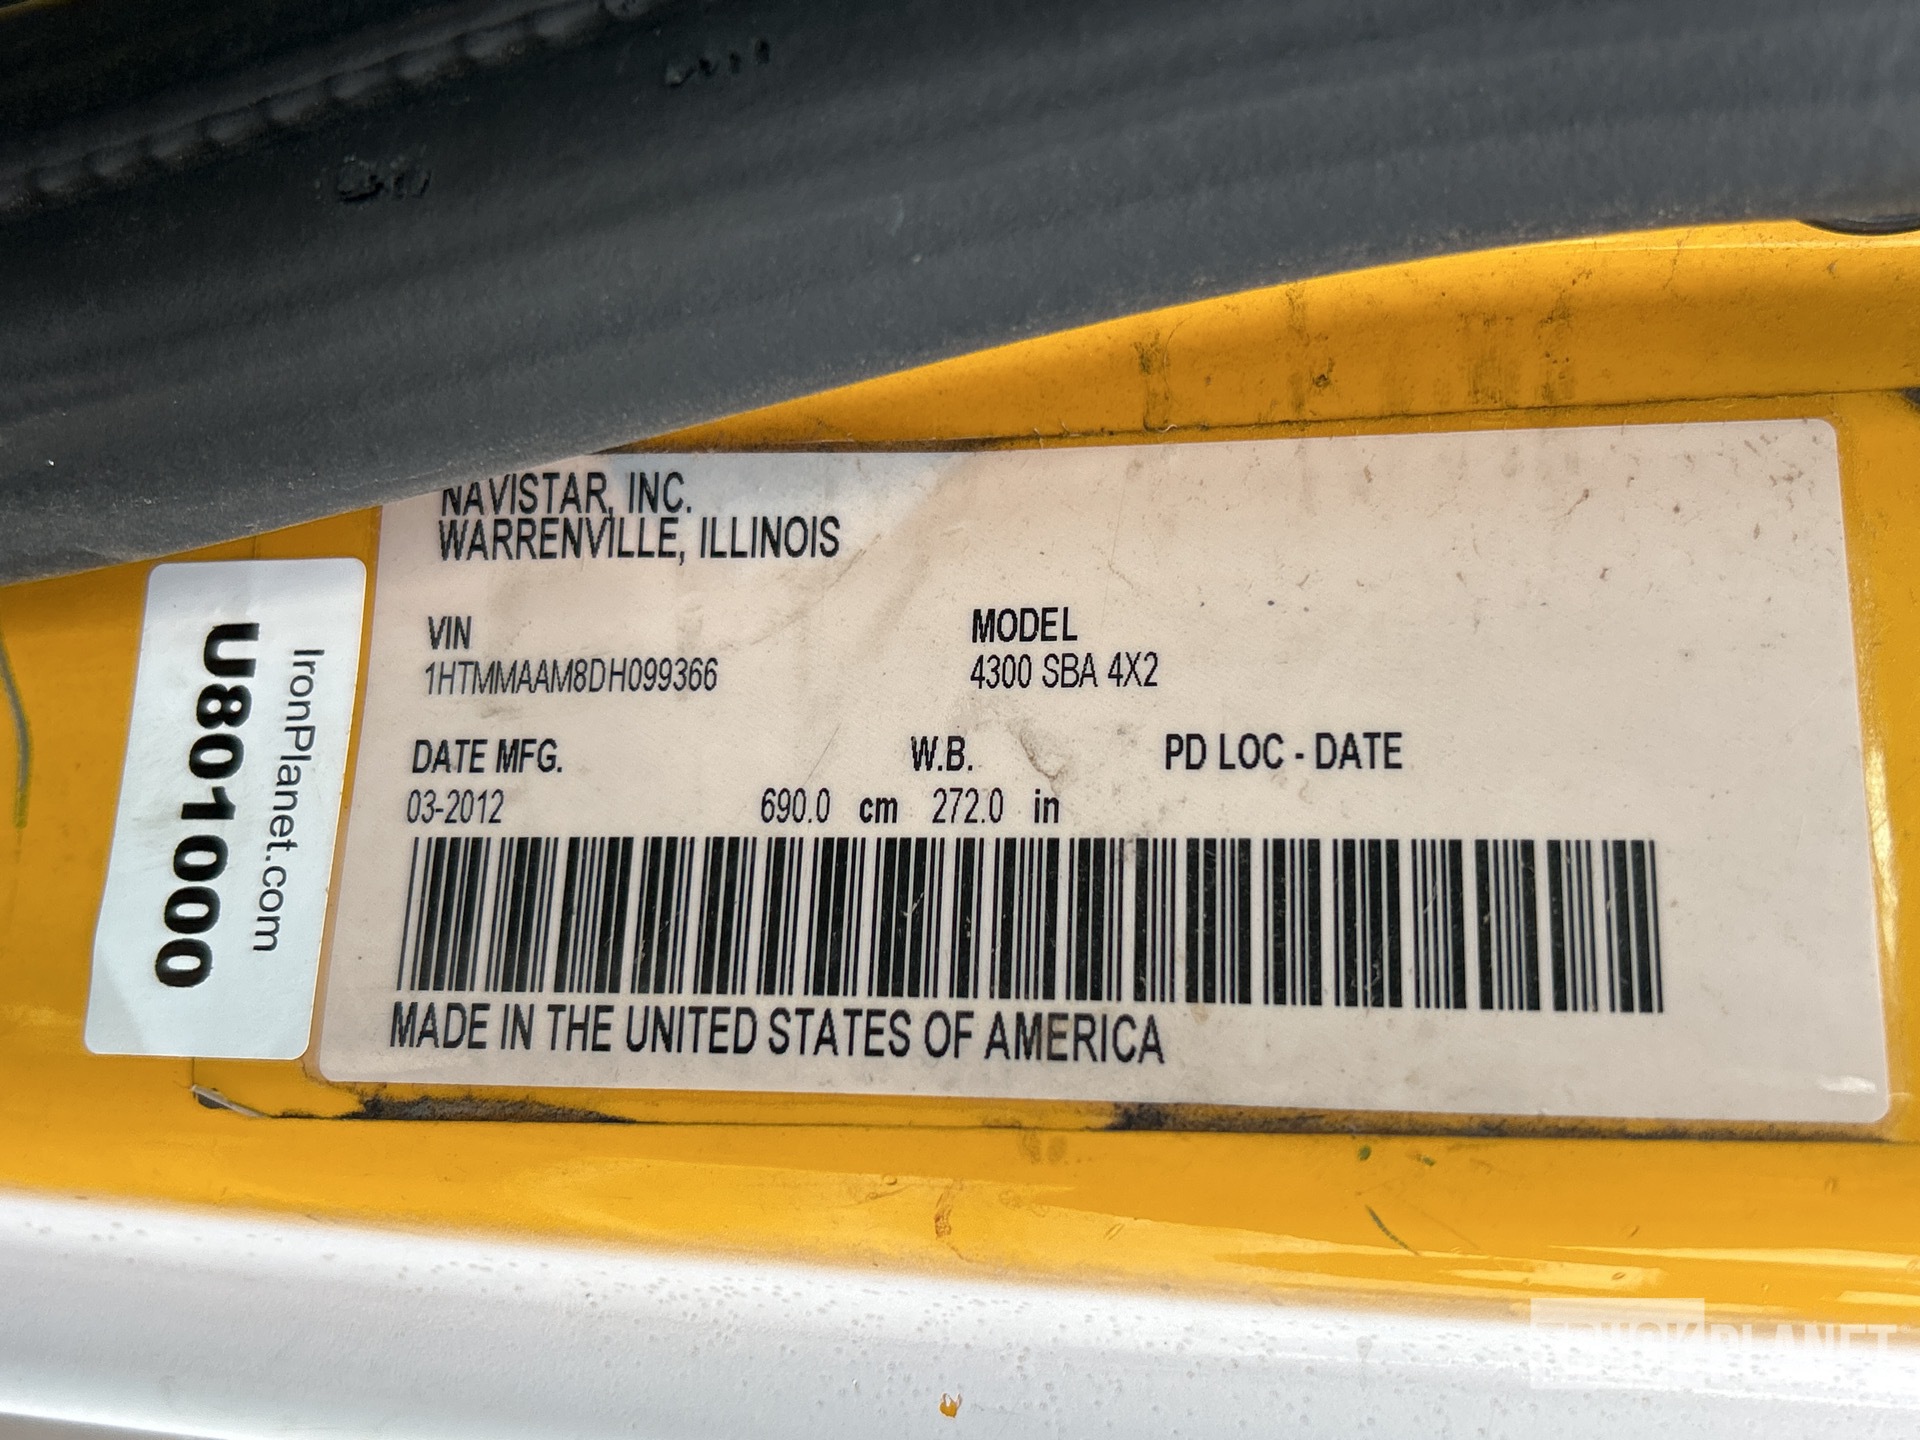 NAVISTAR, INC.
WARRENVILLE, ILLINOIS
VIN
1HTMMAAM8DH099366
MODEL
4300 SBA 4X2
DATE MFG.
03-2012
W.B.
690.0 cm 272.0 in
PD LOC - DATE
MADE IN THE UNITED STATES OF AMERICA
IronPlanet.com
U801000
TRUCKPLANET